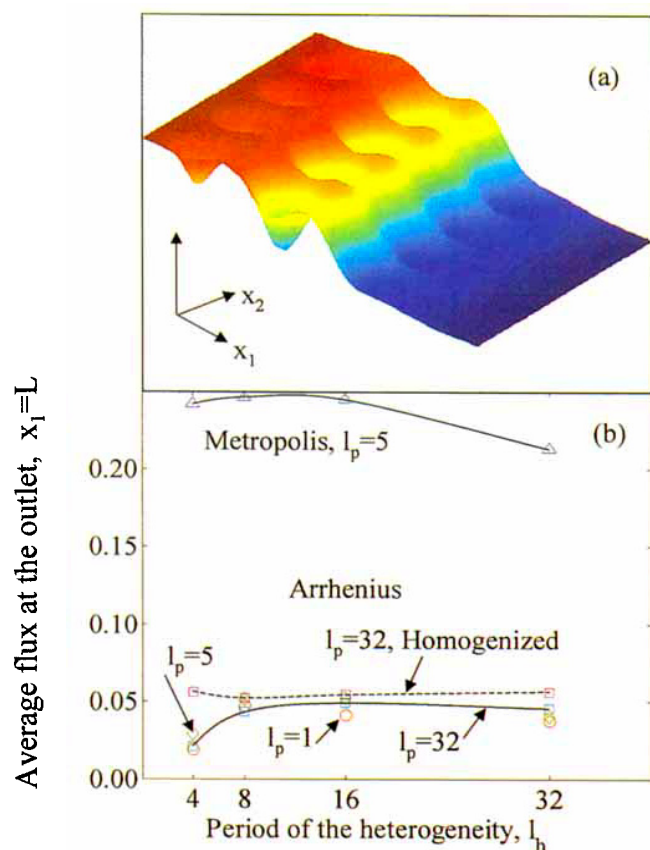 (a)
x2
x1
Average flux at the outlet, x1=L
(b)
Metropolis, lp=5
0.20
0.15
Arrhenius
0.10
lp=32, Homogenized
lp=5
0.05
lp=1
lp=32
0.00
4 8 16 32
Period of the heterogeneity, lh